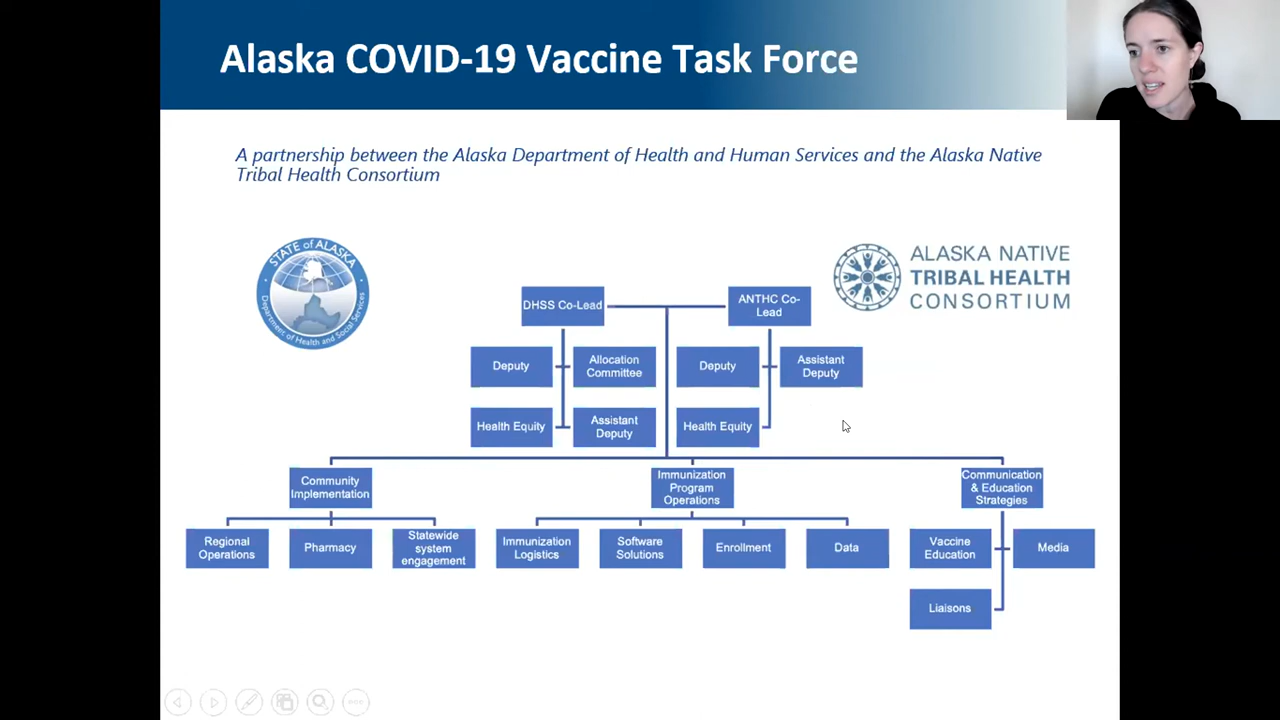 Alaska COVID-19 Vaccine Task Force
A partnership between the Alaska Department of Health and Human Services and the Alaska Native
Tribal Health Consortium
STATE of ALASKA
Department of Health and Social Services
ALASKA NATIVE
TRIBAL HEALTH
CONSORTIUM
DHSS Co-Lead
ANTHC Co-
Lead
Deputy
Allocation
Committee
Deputy
Assistant
Deputy
Health Equity
Assistant
Deputy
Health Equity
Community
Implementation
Immunization
Program
Operations
Communication
& Education
Strategies
Regional
Operations
Pharmacy
Statewide
system
engagement
Immunization
Logistics
Software
Solutions
Enrollment
Data
Vaccine
Education
Media
Liaisons